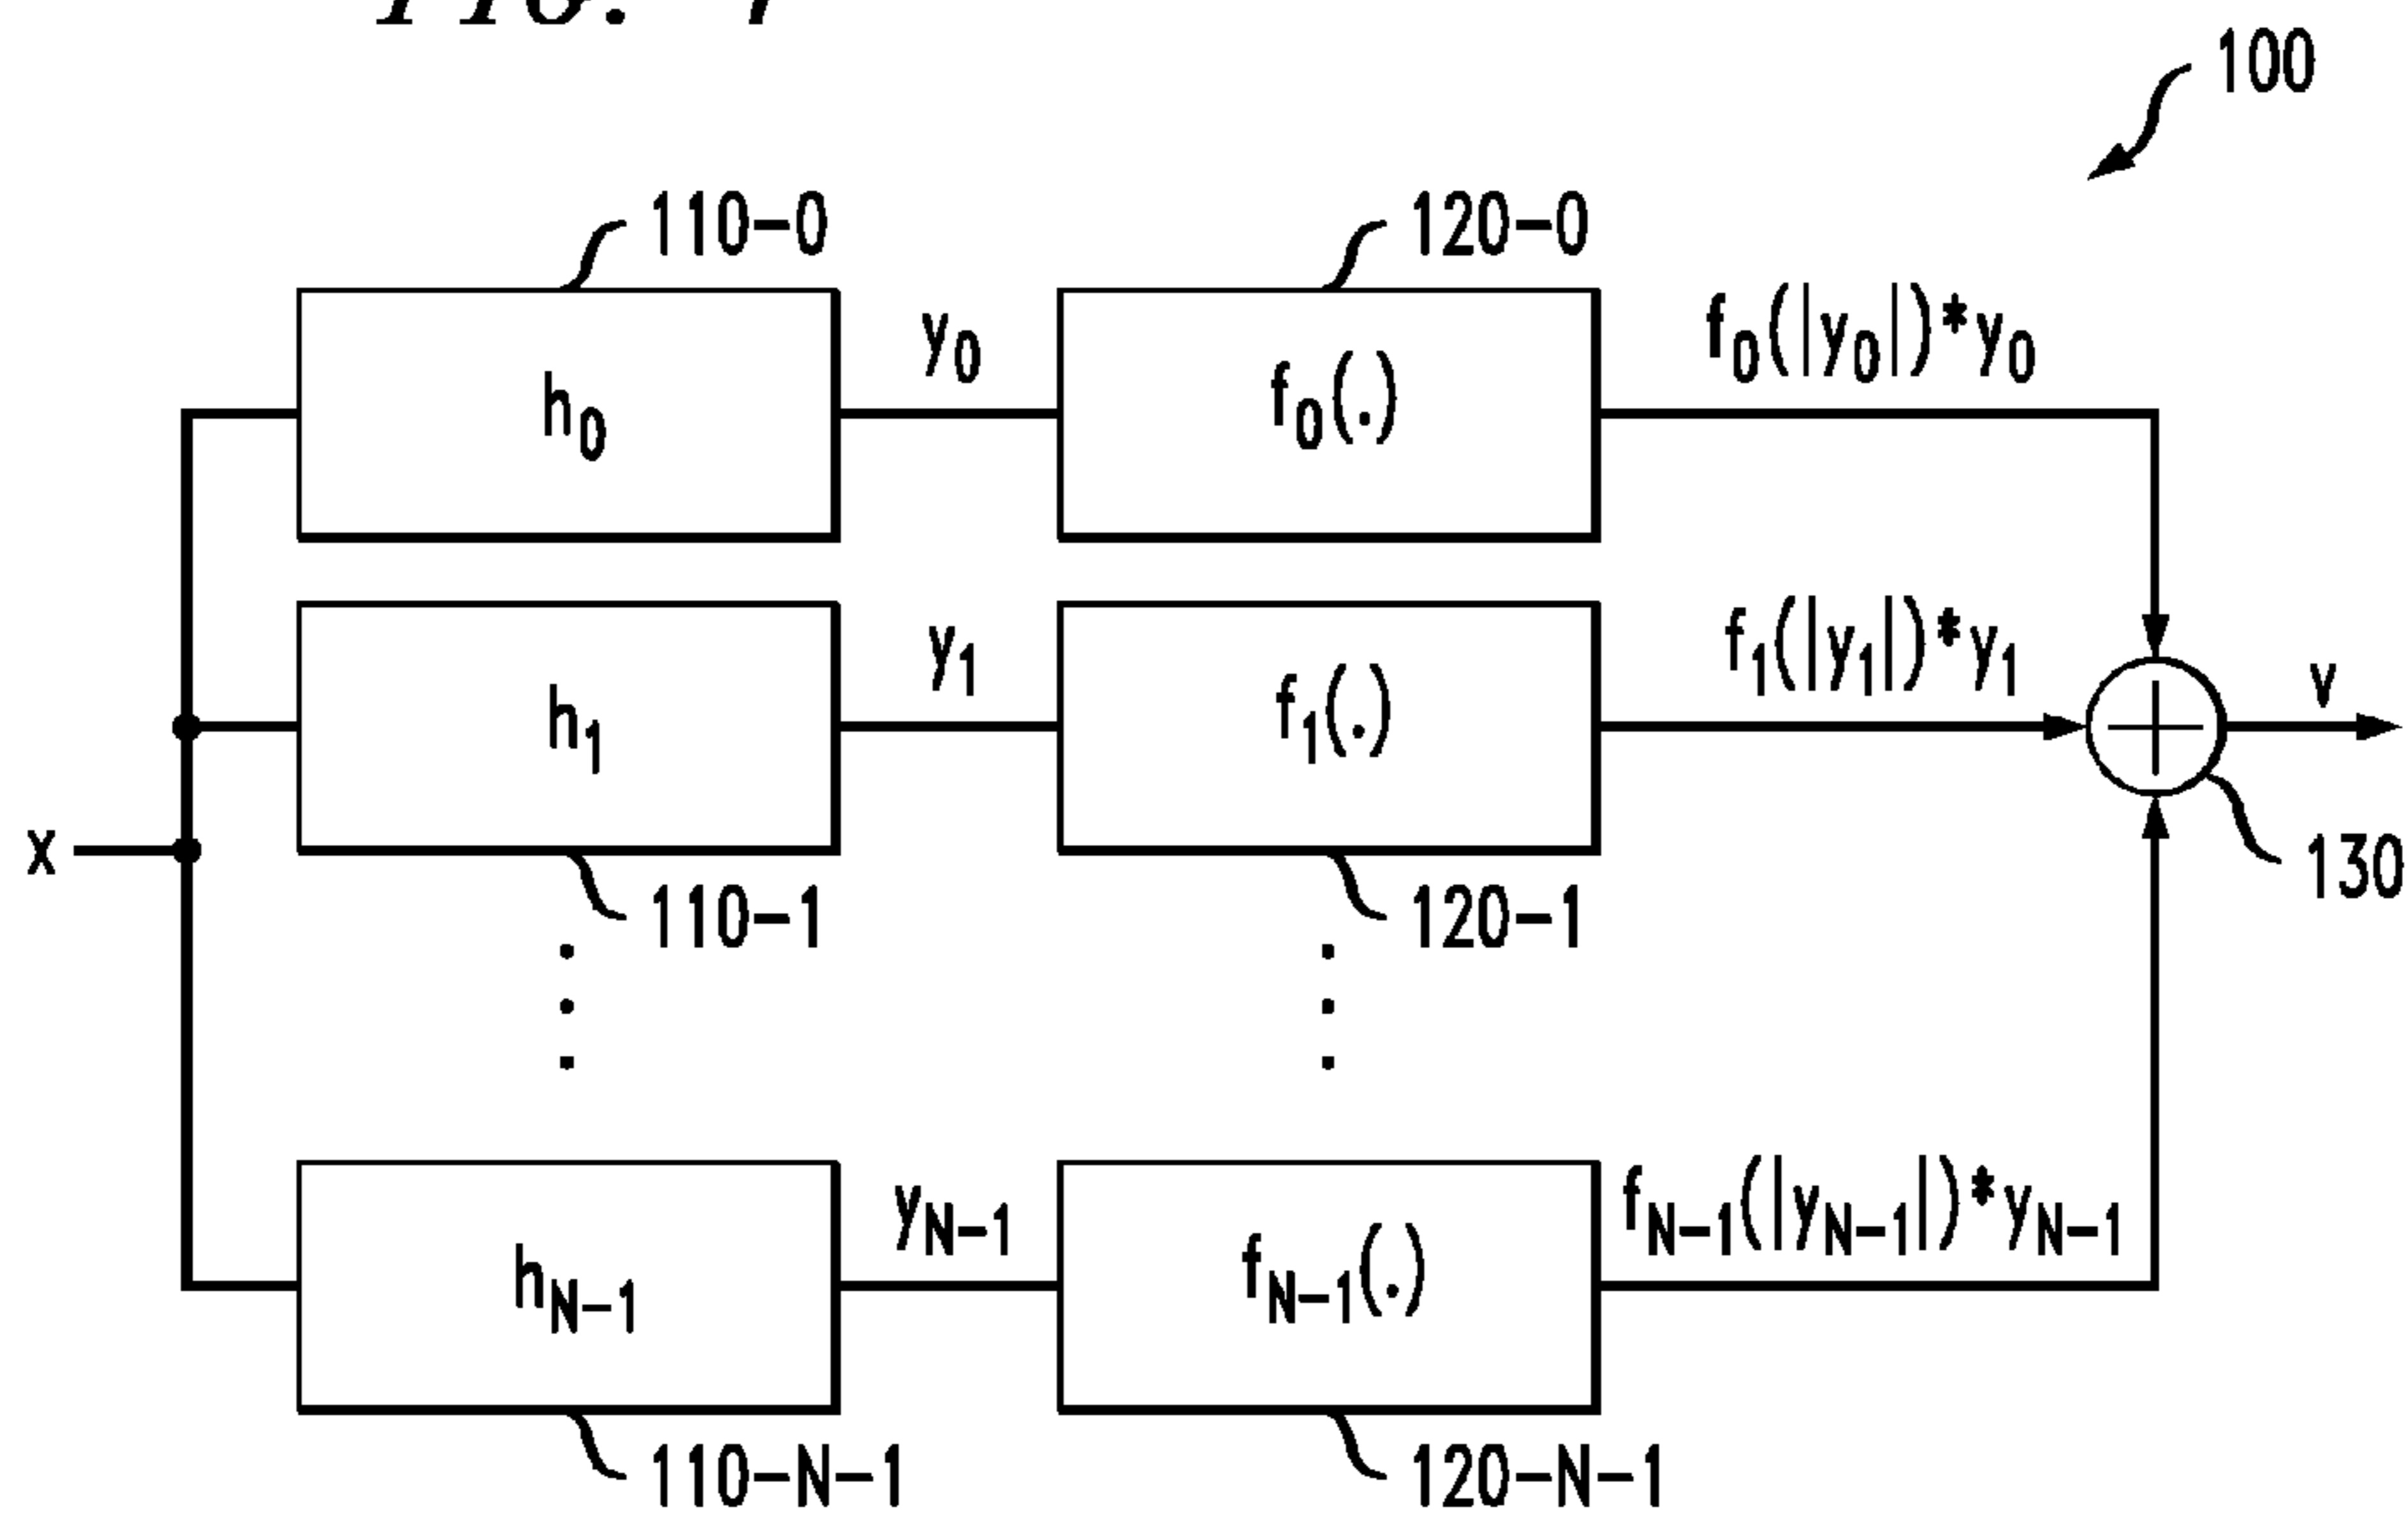 100
110-0
120-0
h0
y0
f0(.)
f0(|y0|)*y0
h1
y1
f1(.)
f1(|y1|)*y1
v
x
110-1
120-1
130
hN-1
yN-1
fN-1(.)
fN-1(|yN-1|)*yN-1
110-N-1
120-N-1